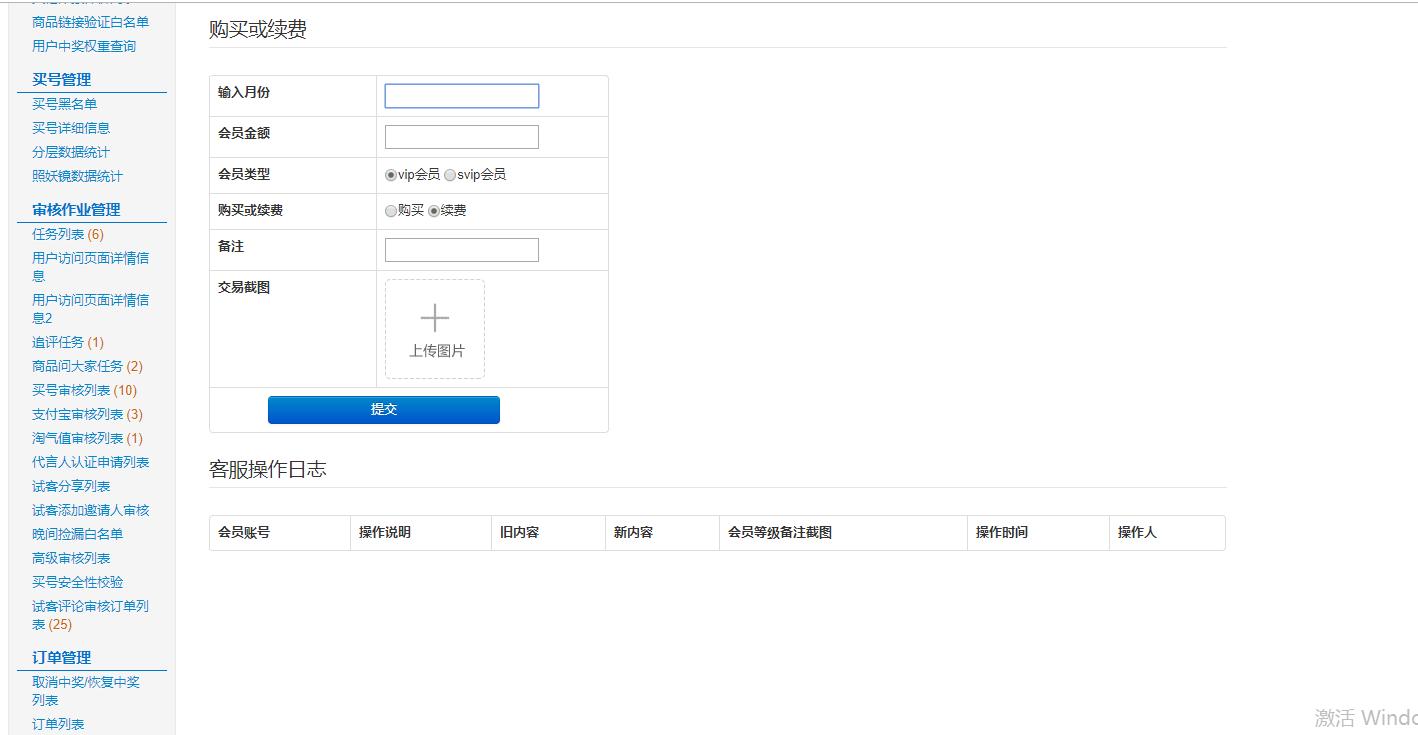 商品链接验证白名单
用户中奖权重查询
买号管理
买号黑名单
买号详细信息
分层数据统计
照妖镜数据统计
审核作业管理
任务列表 (6)
用户访问页面详情信
息
用户访问页面详情信
息2
追评任务 (1)
商品问大家任务 (2)
买号审核列表 (10)
支付宝审核列表 (3)
淘气值审核列表 (1)
代言人认证申请列表
试客分享列表
试客添加邀请人审核
晚间捡漏白名单
高级审核列表
买号安全性校验
试客评论审核订单列
表 (25)
订单管理
取消中奖/恢复中奖
列表
订单列表
购买或续费
输入月份
会员金额
会员类型 vip会员 svip会员
购买或续费 购买 续费
备注
交易截图
上传图片
提交
客服操作日志
会员账号 操作说明 旧内容 新内容 会员等级备注截图 操作时间 操作人
激活 Windo